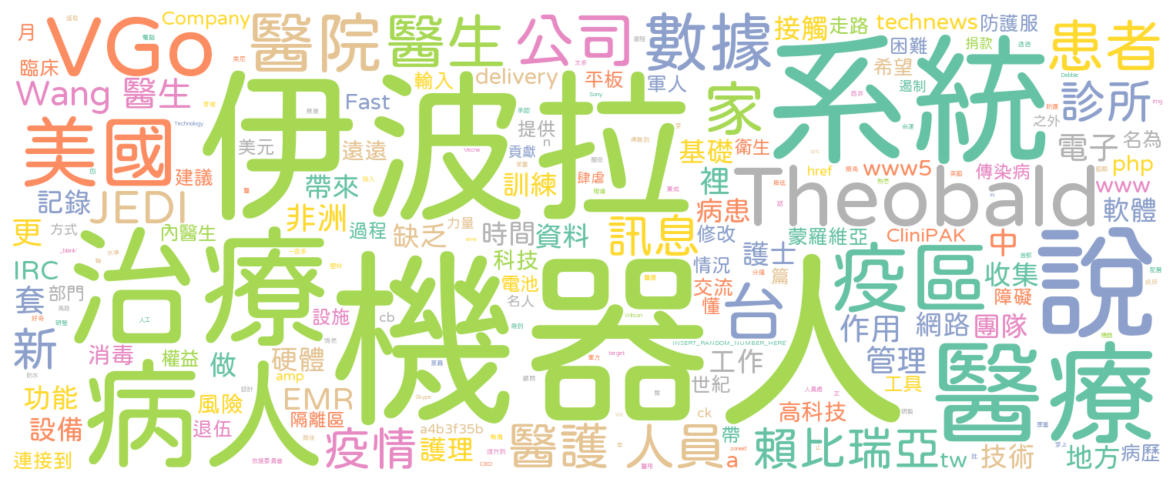 月 Company 醫院 醫生 公司 數據 接觸 走路 technews 防護服 患者
VGo 臨床 輸入 delivery 平板 軍人 困難 捐款 希望 遏制
Wang 醫生 Fast 伊波拉 系統 診所
美國 建議 美元 遠遠 提供 n 貢獻 家 基礎 衛生 之外 電子 名為
記錄 JEDI 帶來 訓練 肆虐 裡 Theobald www5 href 傳染病 php www
更 方式 內醫生 非洲 過程 缺乏 力量 時間 資料 訊息 病患 修改 蒙羅維亞 CliniPAK 中 軟體
IRC 治療 科技 情況 護士 篇 疫區 收集
套 部門 設施 cb 機器人 電池 名人 交流 懂 台 障礙 說
新 消毒 權益 做 硬體 INSERT_RANDOM_NUMBER_HERE 作用 網路 團隊
功能 病人 風險 amp EMR target 工作 世紀 管理 工具 醫療
設備 退伍 隔離區 a4b3f35b ck 高科技
連接到 疫情 護理 醫護人員 帶 a 賴比瑞亞 tw 技術 地方 病歷